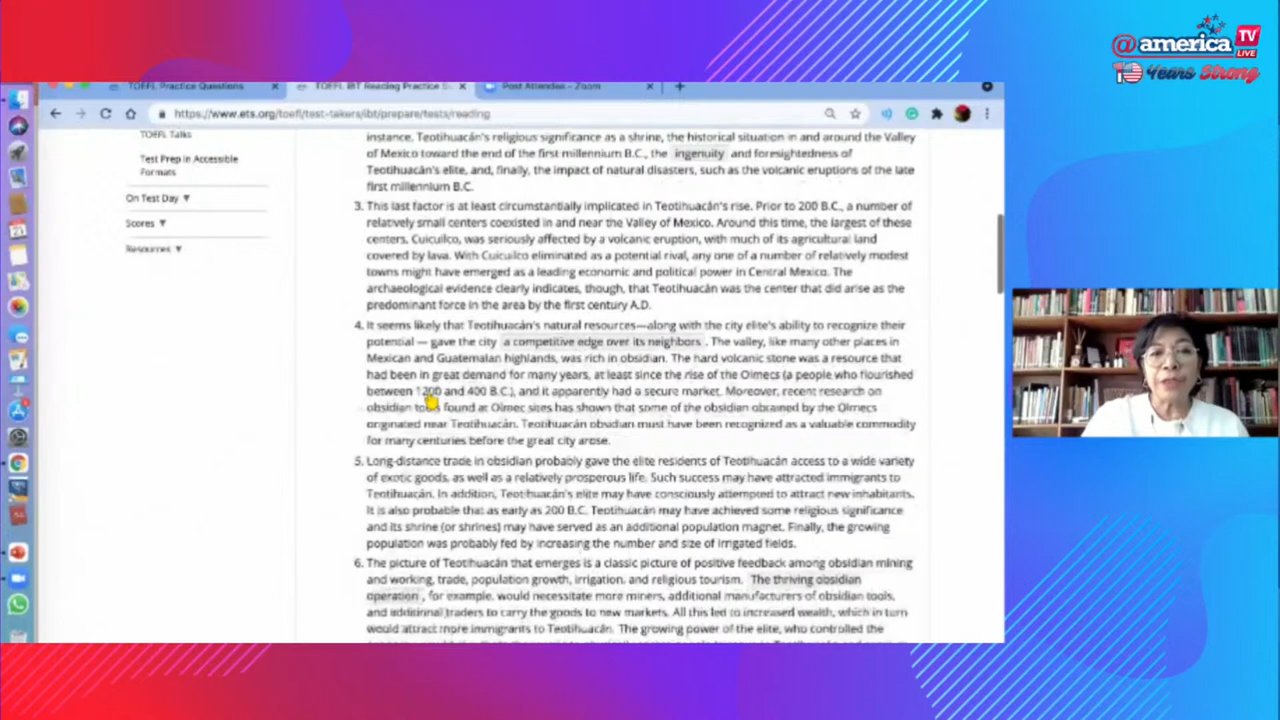 @america TV
LIVE
10 Years Strong
TOEFL Practice Questions
TOEFL iBT Reading Practice
Post Attendee - Zoom
https://www.ets.org/toefl/test-takers/ibt/prepare/tests/reading
TOEFL Talks
Test Prep in Accessible
Formats
On Test Day
Scores
Resources
instance. Teotihuacán's religious significance as a shrine, the historical situation in and around the Valley
of Mexico toward the end of the first millennium B.C., the ingenuity and foresightedness of
Teotihuacán's elite, and, finally, the impact of natural disasters, such as the volcanic eruptions of the late
first millennium B.C.
3. This last factor is at least circumstantially implicated in Teotihuacán's rise. Prior to 200 B.C., a number of
relatively small centers coexisted in and near the Valley of Mexico. Around this time, the largest of these
centers, Cuicuilco, was seriously affected by a volcanic eruption, with much of its agricultural land
covered by lava. With Cuicuilco eliminated as a potential rival, any one of a number of relatively modest
towns might have emerged as a leading economic and political power in Central Mexico. The
archaeological evidence clearly indicates, though, that Teotihuacán was the center that did arise as the
predominant force in the area by the first century A.D.
4. It seems likely that Teotihuacán's natural resources—along with the city elite's ability to recognize their
potential — gave the city a competitive edge over its neighbors. The valley, like many other places in
Mexican and Guatemalan highlands, was rich in obsidian. The hard volcanic stone was a resource that
had been in great demand for many years, at least since the rise of the Olmecs (a people who flourished
between 1200 and 400 B.C.), and it apparently had a secure market. Moreover, recent research on
obsidian tools found at Olmec sites has shown that some of the obsidian obtained by the Olmecs
originated near Teotihuacán. Teotihuacán obsidian must have been recognized as a valuable commodity
for many centuries before the great city arose.
5. Long-distance trade in obsidian probably gave the elite residents of Teotihuacán access to a wide variety
of exotic goods, as well as a relatively prosperous life. Such success may have attracted immigrants to
Teotihuacán. In addition, Teotihuacán's elite may have consciously attempted to attract new inhabitants.
It is also probable that as early as 200 B.C. Teotihuacán may have achieved some religious significance
and its shrine (or shrines) may have served as an additional population magnet. Finally, the growing
population was probably fed by increasing the number and size of irrigated fields.
6. The picture of Teotihuacán that emerges is a classic picture of positive feedback among obsidian mining
and working, trade, population growth, irrigation, and religious tourism. The thriving obsidian
operation, for example, would necessitate more miners, additional manufacturers of obsidian tools,
and additional traders to carry the goods to new markets. All this led to increased wealth, which in turn
would attract more immigrants to Teotihuacán. The growing power of the elite, who controlled the